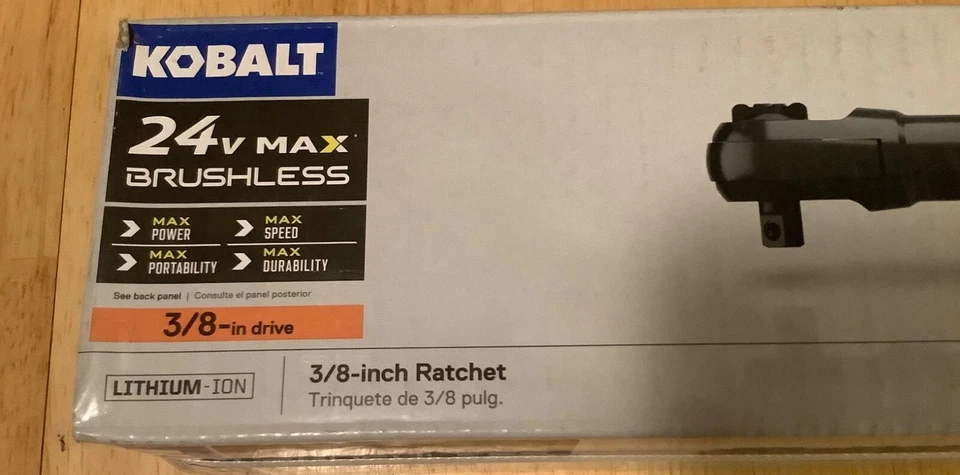 KOBALT
24V MAX*
BRUSHLESS
MAX POWER
MAX SPEED
MAX PORTABILITY
MAX DURABILITY
See back panel | Consulte el panel posterior
3/8-in drive
LITHIUM-ION
3/8-inch Ratchet
Trinquete de 3/8 pulg.